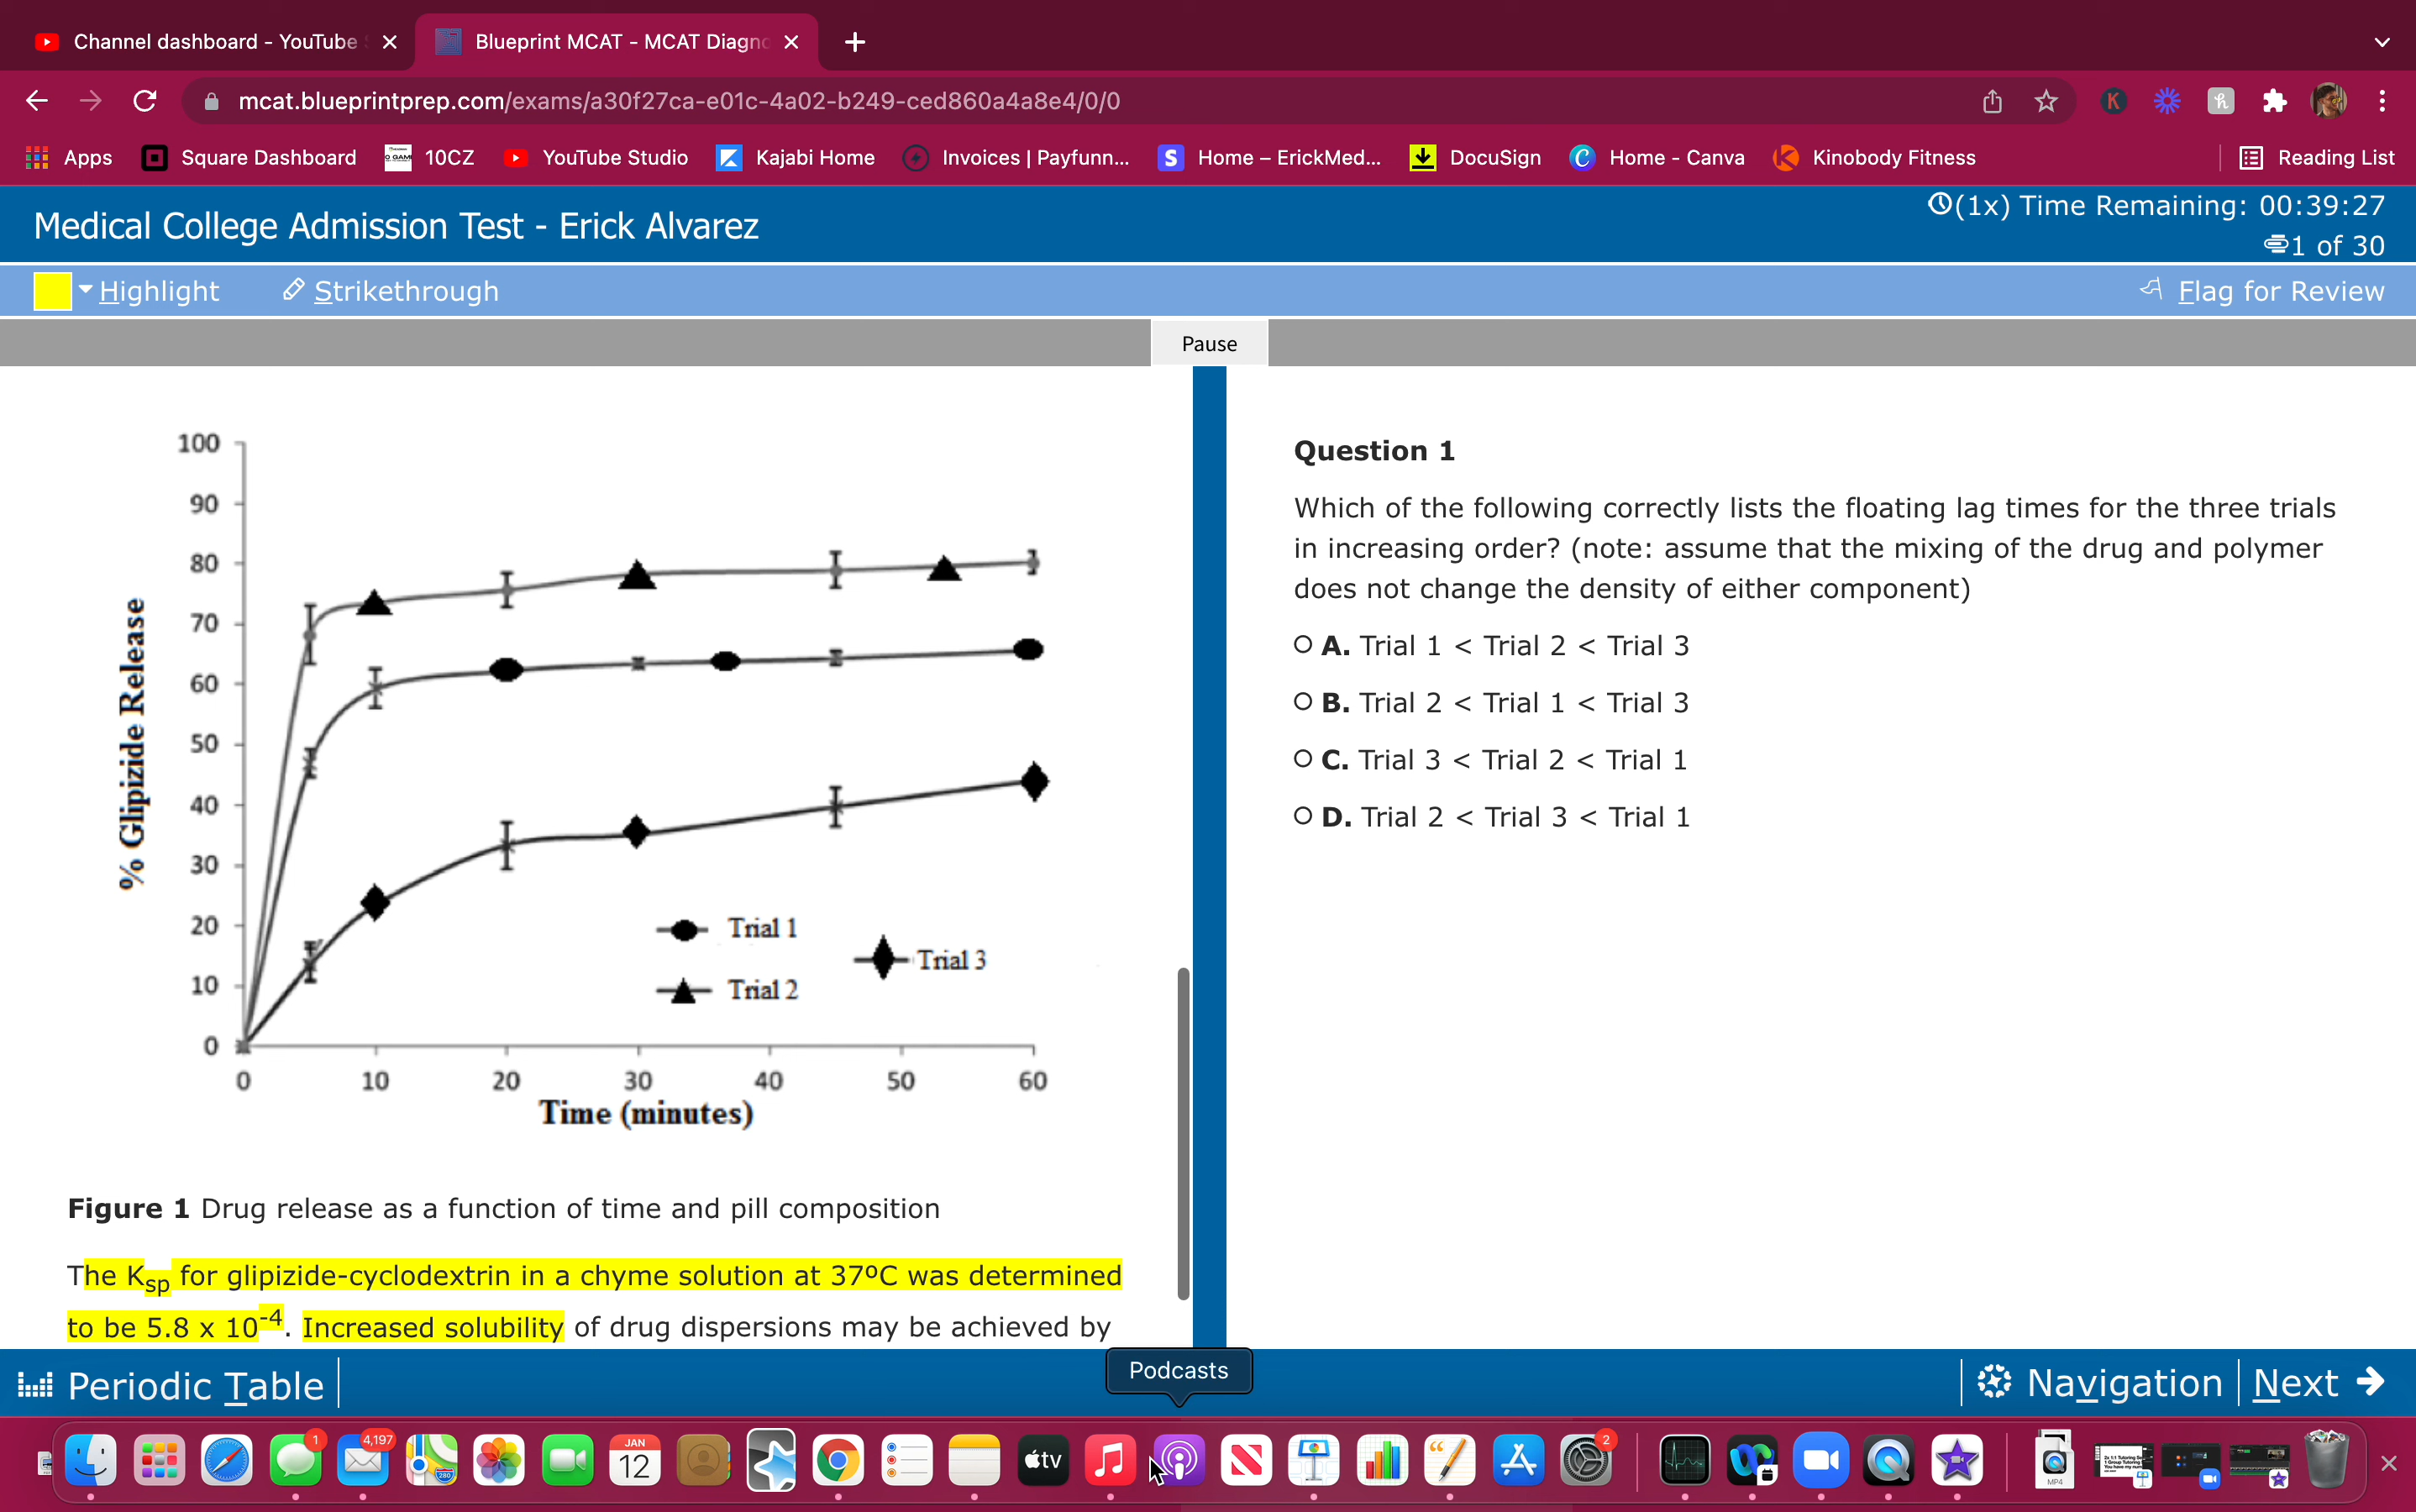 Channel dashboard - YouTube
Blueprint MCAT - MCAT Diagno
mcat.blueprintprep.com/exams/a30f27ca-e01c-4a02-b249-ced860a4a8e4/0/0
K
Apps
Square Dashboard
10CZ
YouTube Studio
Kajabi Home
Invoices | Payfunn...
S
Home – ErickMed...
DocuSign
C
Home - Canva
Kinobody Fitness
Reading List
Medical College Admission Test - Erick Alvarez
(1x) Time Remaining: 00:39:27
1 of 30
Highlight
Strikethrough
Flag for Review
Pause
100
90
80
70
60
50
40
30
20
10
0
% Glipizide Release
Trial 1
Trial 2
Trial 3
0 10 20 30 40 50 60
Time (minutes)
Figure 1 Drug release as a function of time and pill composition
The Ksp for glipizide-cyclodextrin in a chyme solution at 37ºC was determined
to be 5.8 x 10-4. Increased solubility of drug dispersions may be achieved by
Question 1
Which of the following correctly lists the floating lag times for the three trials
in increasing order? (note: assume that the mixing of the drug and polymer
does not change the density of either component)
A. Trial 1 < Trial 2 < Trial 3
B. Trial 2 < Trial 1 < Trial 3
C. Trial 3 < Trial 2 < Trial 1
D. Trial 2 < Trial 3 < Trial 1
Periodic Table
Podcasts
Navigation
Next
1
4,197
280
JAN
12
tv
2
MP4